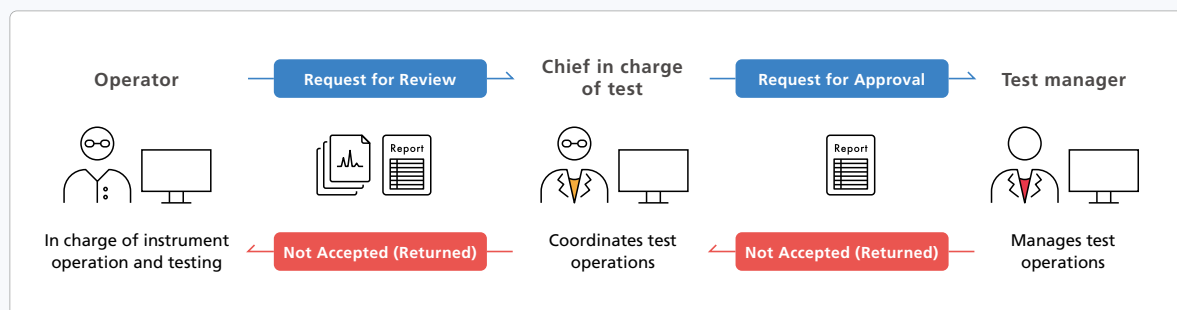 Operator
Request for Review
Chief in charge
of test
Request for Approval
Test manager
Report
Report
In charge of instrument
operation and testing
Not Accepted (Returned)
Coordinates test
operations
Not Accepted (Returned)
Manages test
operations